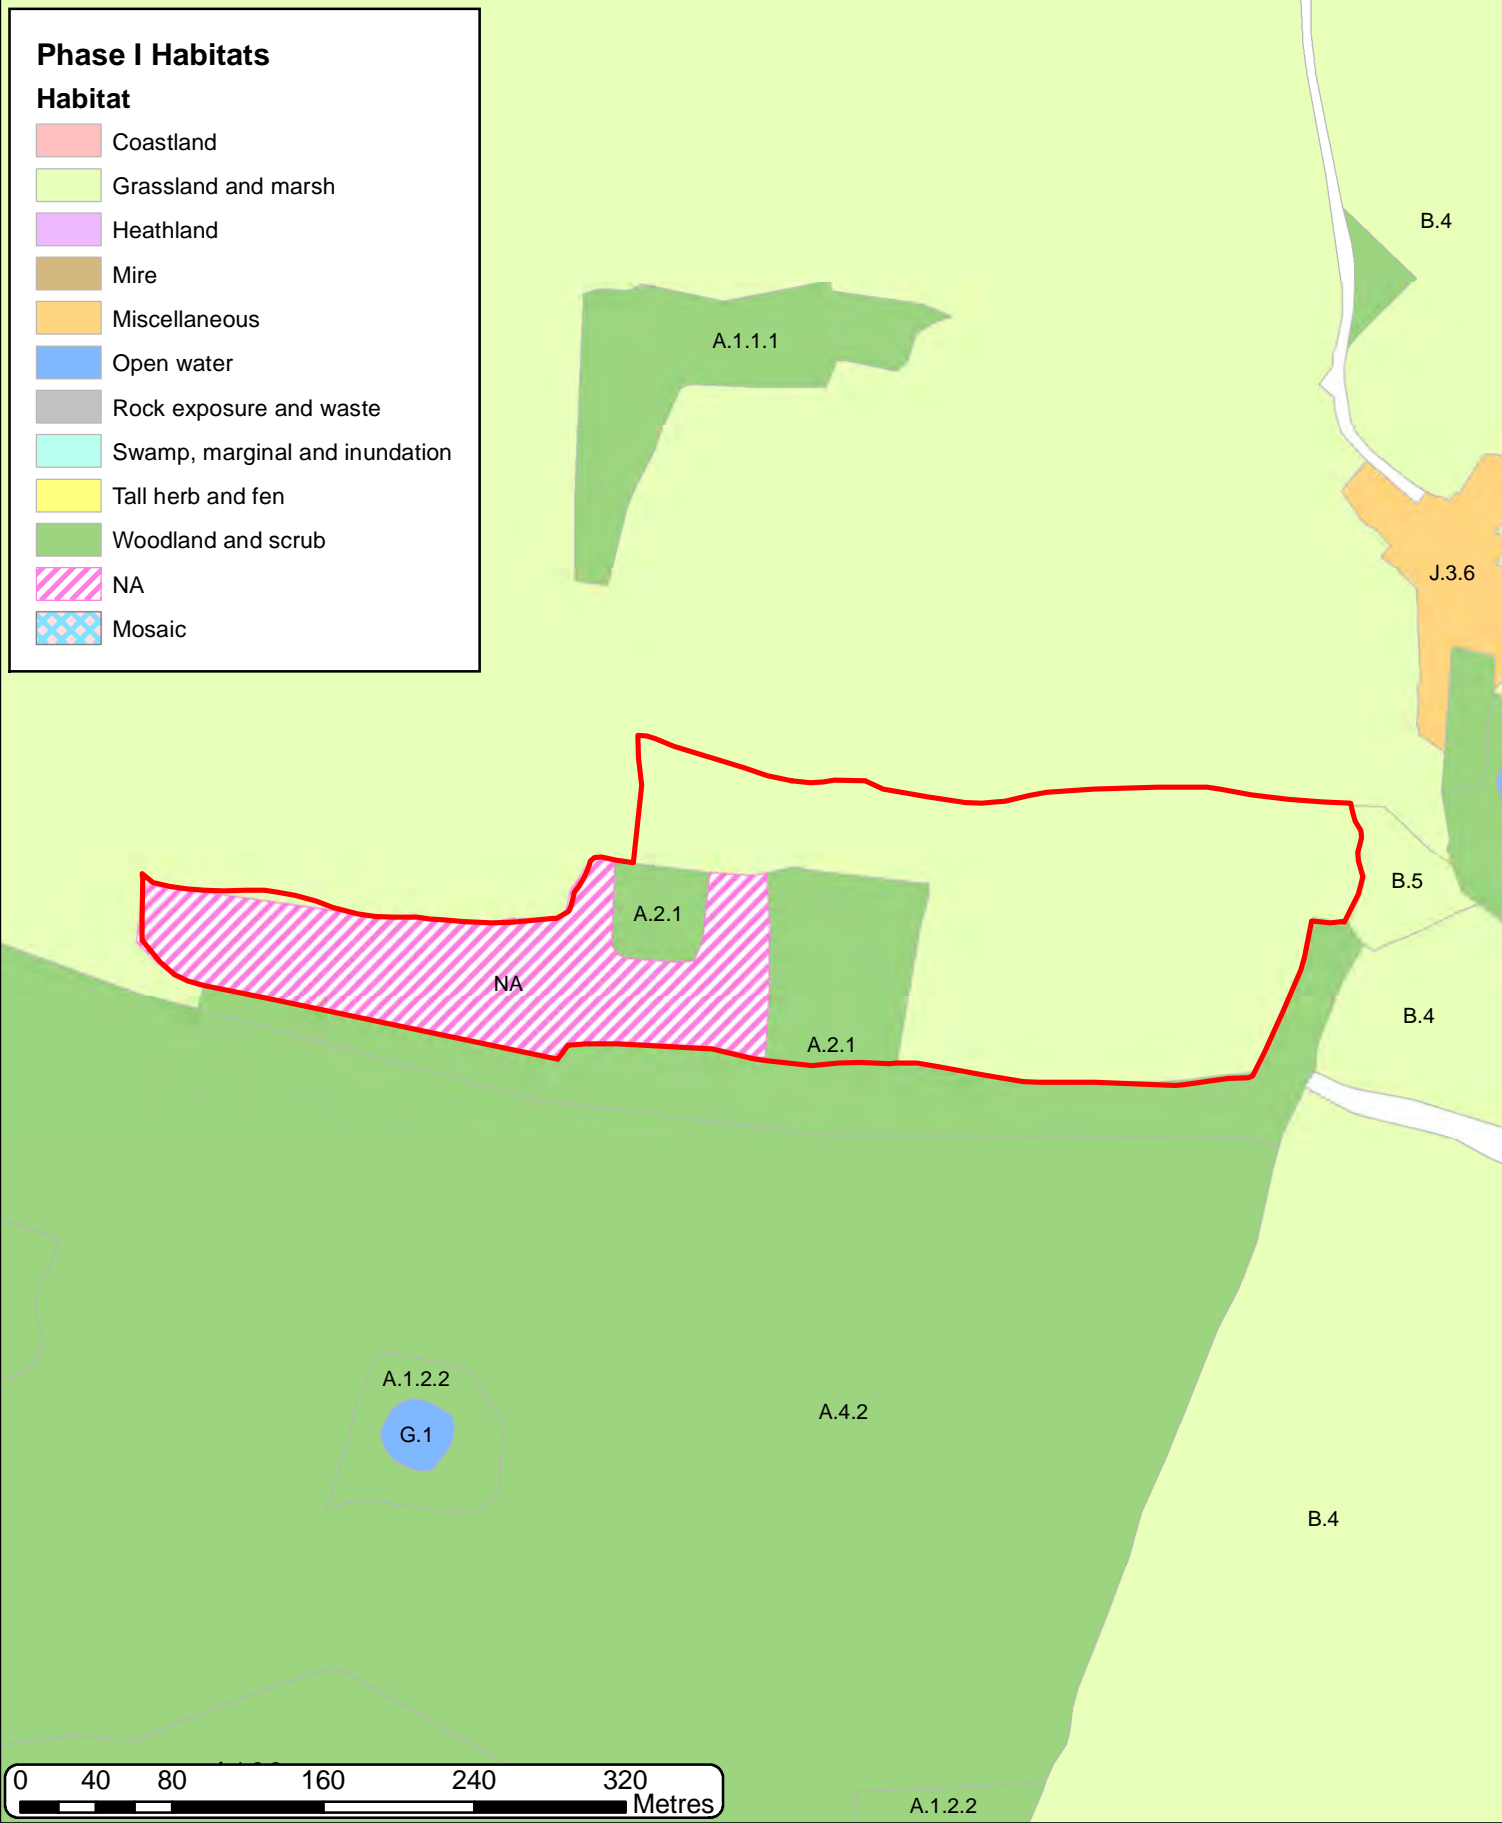 Phase I Habitats
Habitat
Coastland
Grassland and marsh
Heathland
Mire
Miscellaneous
Open water
Rock exposure and waste
Swamp, marginal and inundation
Tall herb and fen
Woodland and scrub
NA
Mosaic
B.4
A.1.1.1
J.3.6
B.5
A.2.1
NA
B.4
A.2.1
A.1.2.2
A.4.2
G.1
B.4
0 40 80 160 240 320
Metres
A.1.2.2